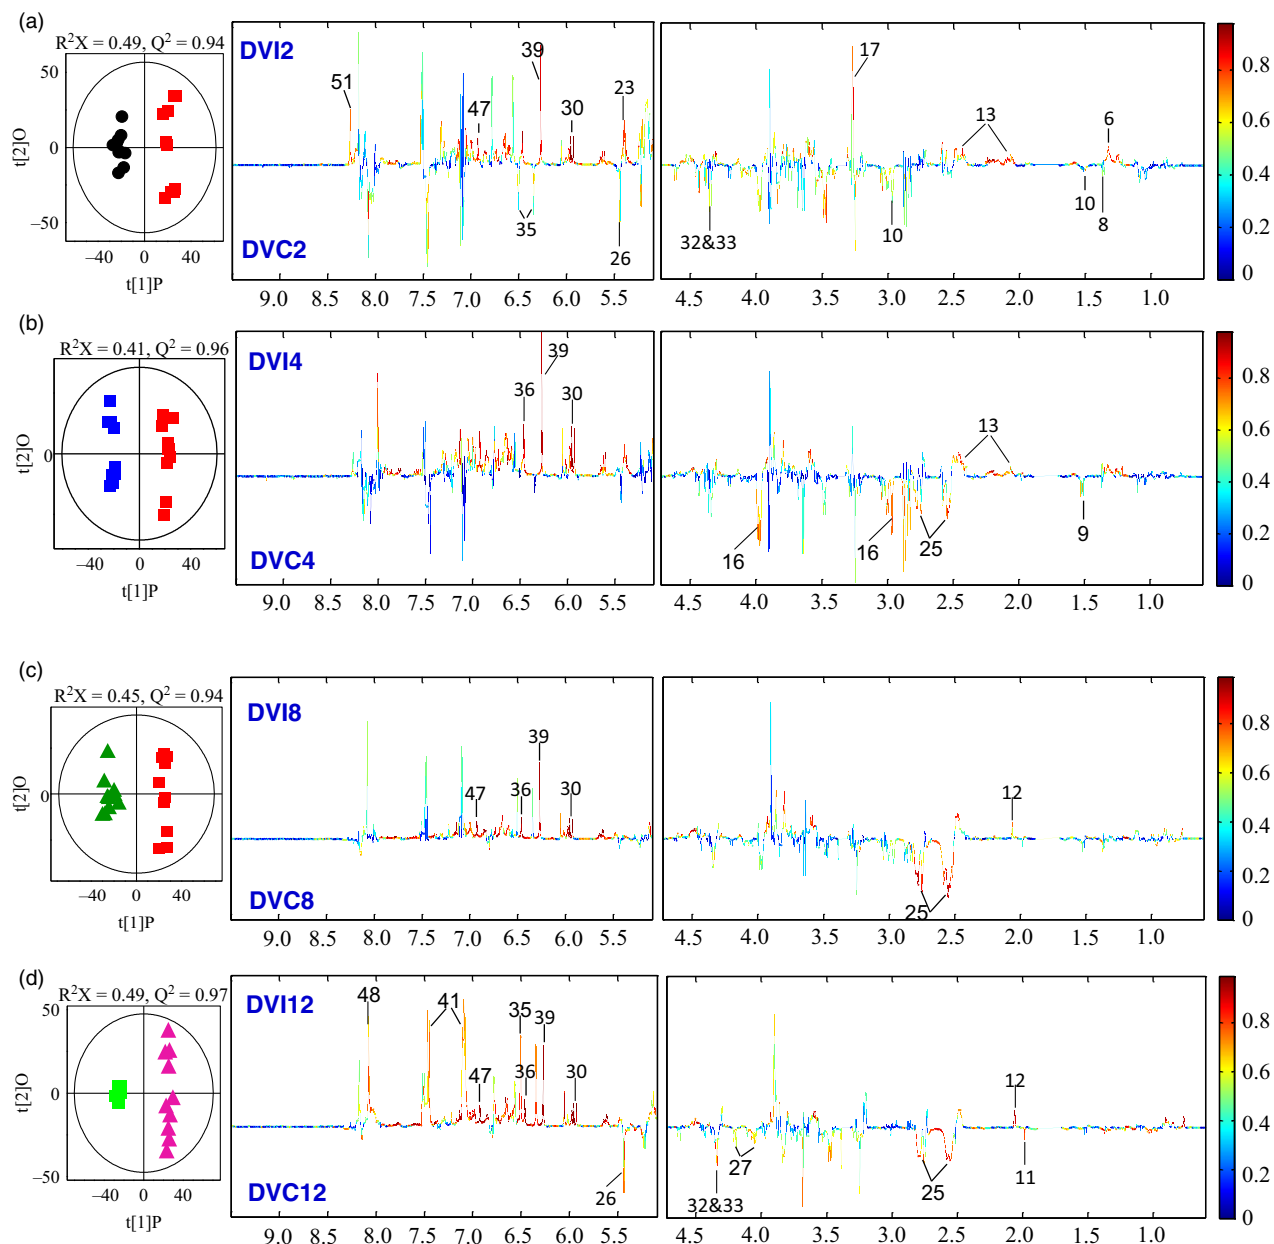 (a)
R²X = 0.49, Q² = 0.94
50
0
−50
t[2]O
−40 0 40
t[1]P
DVI2
DVC2
51
47
39
30
23
35
26
9.0 8.5 8.0 7.5 7.0 6.5 6.0 5.5
17
13
6
32&33
10
10
8
4.5 4.0 3.5 3.0 2.5 2.0 1.5 1.0
0.8
0.6
0.4
0.2
0
(b)
R²X = 0.41, Q² = 0.96
0
t[2]O
−40 0 40
t[1]P
DVI4
DVC4
39
36
30
9.0 8.5 8.0 7.5 7.0 6.5 6.0 5.5
13
16
16
25
9
4.5 4.0 3.5 3.0 2.5 2.0 1.5 1.0
0.8
0.6
0.4
0.2
0
(c)
R²X = 0.45, Q² = 0.94
0
t[2]O
−40 0 40
t[1]P
DVI8
DVC8
47
36
39
30
9.0 8.5 8.0 7.5 7.0 6.5 6.0 5.5
12
25
4.5 4.0 3.5 3.0 2.5 2.0 1.5 1.0
0.8
0.6
0.4
0.2
0
(d)
R²X = 0.49, Q² = 0.97
50
0
−50
t[2]O
−40 0 40
t[1]P
DVI12
DVC12
48
41
35
39
47
36
30
26
9.0 8.5 8.0 7.5 7.0 6.5 6.0 5.5
12
32&33
27
25
11
4.5 4.0 3.5 3.0 2.5 2.0 1.5 1.0
0.8
0.6
0.4
0.2
0